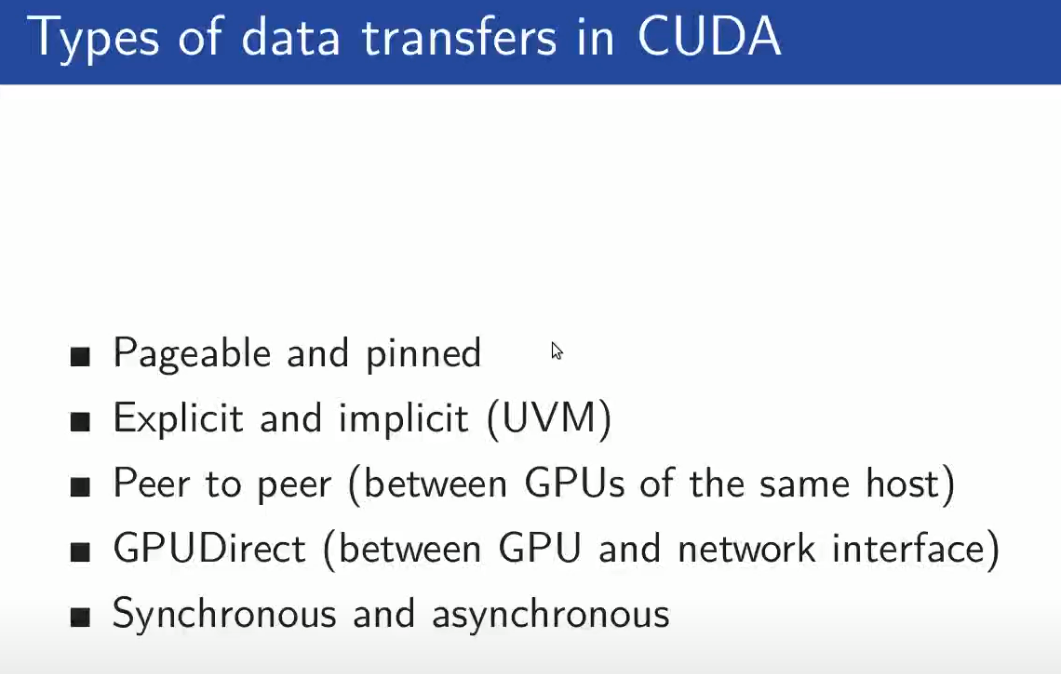 Types of data transfers in CUDA
Pageable and pinned
Explicit and implicit (UVM)
Peer to peer (between GPUs of the same host)
GPUDirect (between GPU and network interface)
Synchronous and asynchronous